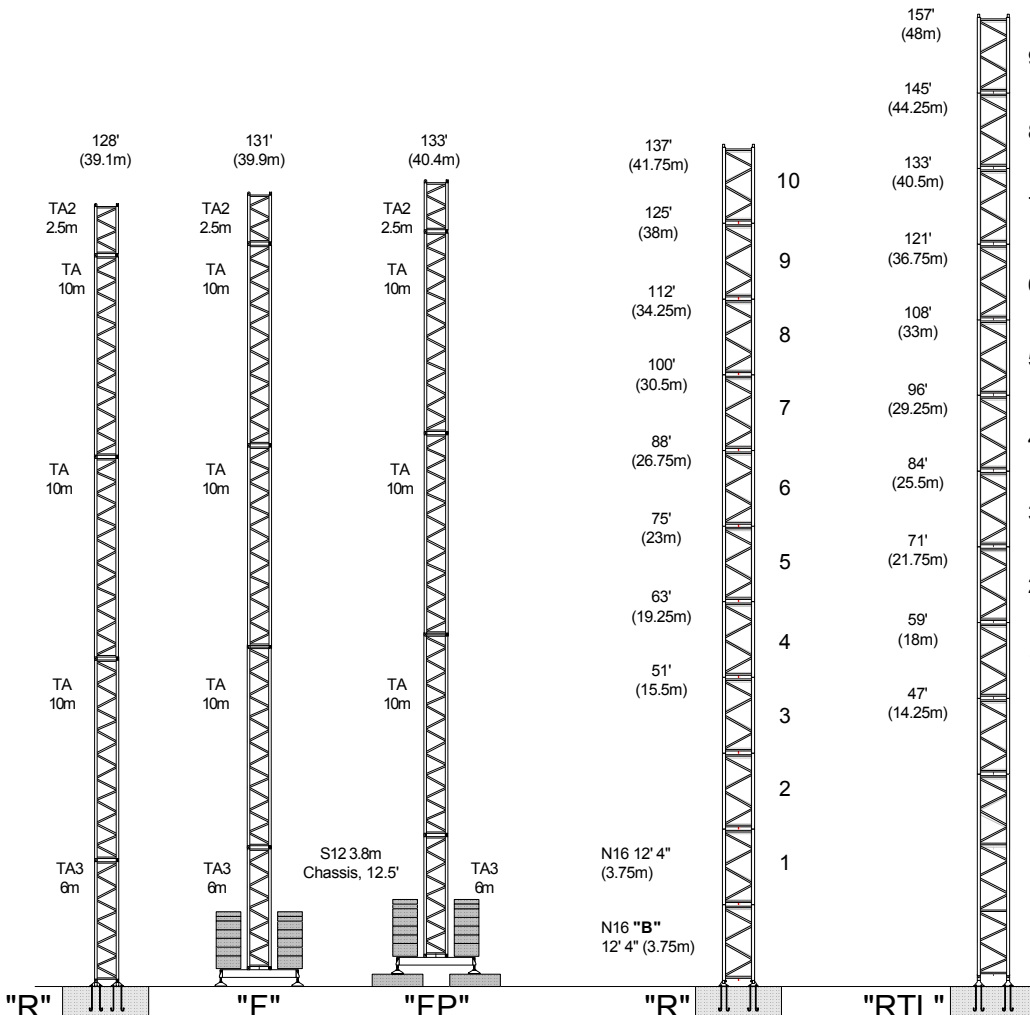 128'
(39.1m)
TA2
2.5m
TA
10m
TA
10m
TA
10m
TA3
6m
"R"
131'
(39.9m)
TA2
2.5m
TA
10m
TA
10m
TA
10m
TA3
6m
133'
(40.4m)
TA2
2.5m
TA
10m
TA
10m
TA
10m
S12 3.8m
Chassis, 12.5'
TA3
6m
137'
(41.75m)
10
125'
(38m)
9
112'
(34.25m)
8
100'
(30.5m)
7
88'
(26.75m)
6
75'
(23m)
5
63'
(19.25m)
4
51'
(15.5m)
3
2
N16 12' 4"
(3.75m)
1
N16 "B"
12' 4" (3.75m)
"R"
157'
(48m)
145'
(44.25m)
133'
(40.5m)
121'
(36.75m)
108'
(33m)
96'
(29.25m)
84'
(25.5m)
71'
(21.75m)
59'
(18m)
47'
(14.25m)